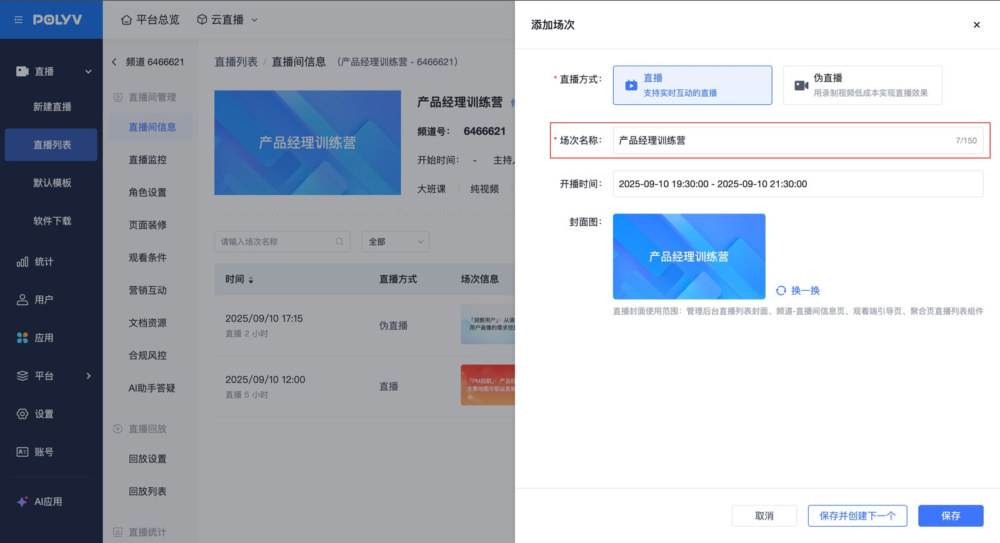 POLYV
平台总览
云直播
直播
新建直播
直播列表
默认模板
软件下载
统计
用户
应用
平台
设置
账号
AI应用
频道 6466621
直播间管理
直播间信息
直播监控
角色设置
页面装修
观看条件
营销互动
文档资源
合规风控
AI助手答疑
直播回放
回放设置
回放列表
直播统计
直播列表 / 直播间信息 (产品经理训练营 - 6466621)
产品经理训练营
产品经理训练营
频道号： 6466621
开始时间： - 主持
大班课 纯视频
请输入场次名称
全部
时间 直播方式 场次信息
2025/09/10 17:15
直播 2 小时
伪直播
「洞察用户」：从调
用户画像的需求挖
2025/09/10 12:00
直播 5 小时
直播
「PM启航」：产品经
全景地图与职业发展
添加场次
* 直播方式：
直播
支持实时互动的直播
伪直播
用录制视频低成本实现直播效果
* 场次名称： 产品经理训练营 7/150
开播时间： 2025-09-10 19:30:00 - 2025-09-10 21:30:00
封面图：
产品经理训练营
换一换
直播封面使用范围：管理后台直播列表封面、频道-直播间信息页、观看端引导页、聚合页直播列表组件
取消
保存并创建下一个
保存